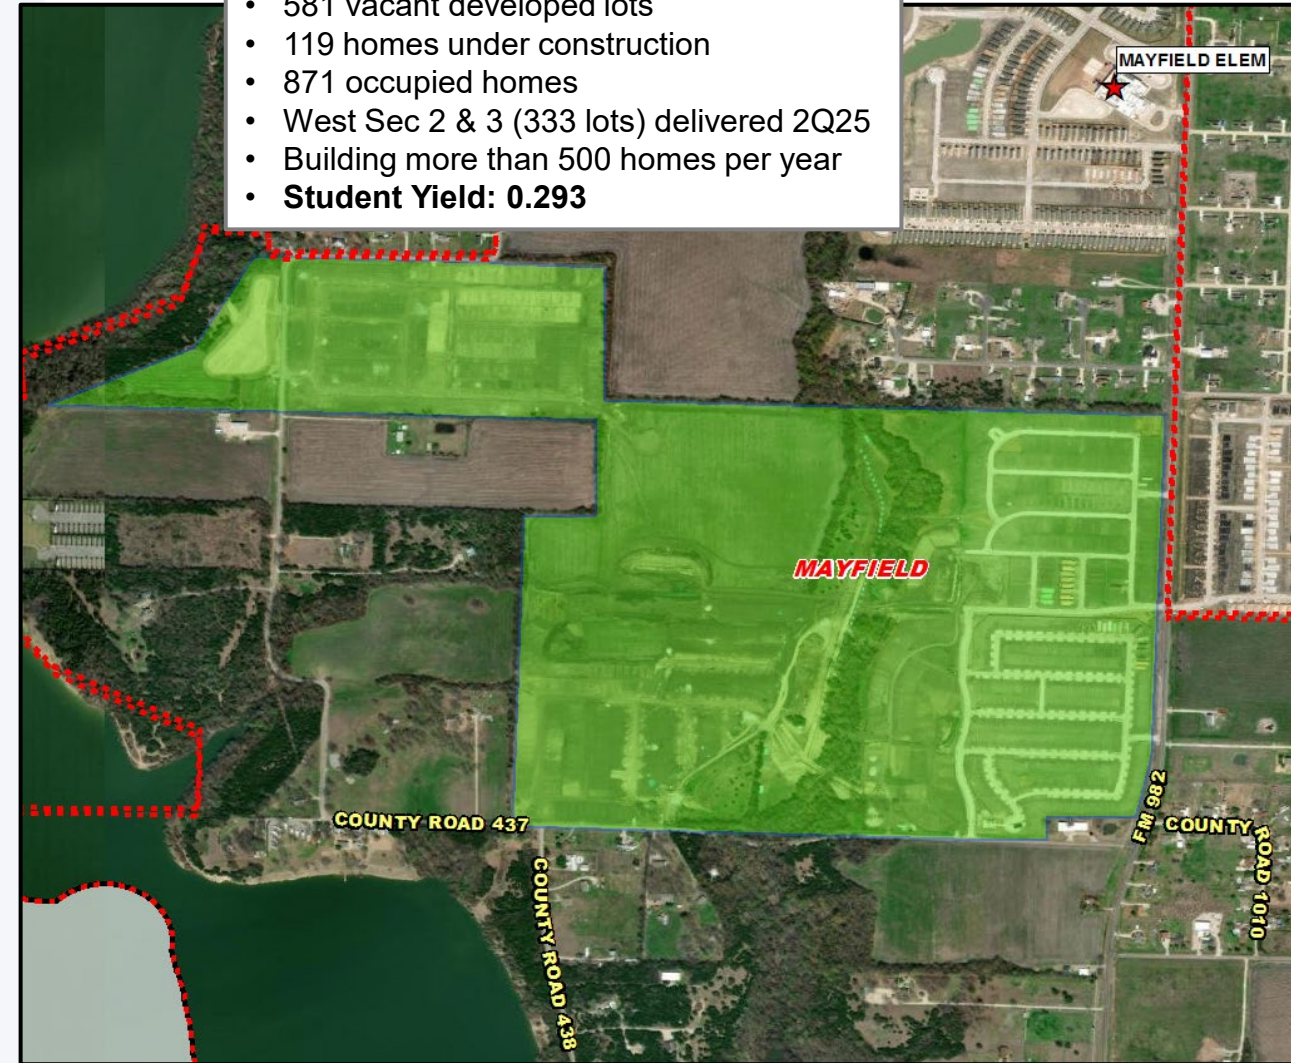 • 581 vacant developed lots
• 119 homes under construction
• 871 occupied homes
• West Sec 2 & 3 (333 lots) delivered 2Q25
• Building more than 500 homes per year
• Student Yield: 0.293
MAYFIELD ELEM
MAYFIELD
COUNTY ROAD 437
COUNTY ROAD 438
FM 982
COUNTY ROAD 1010